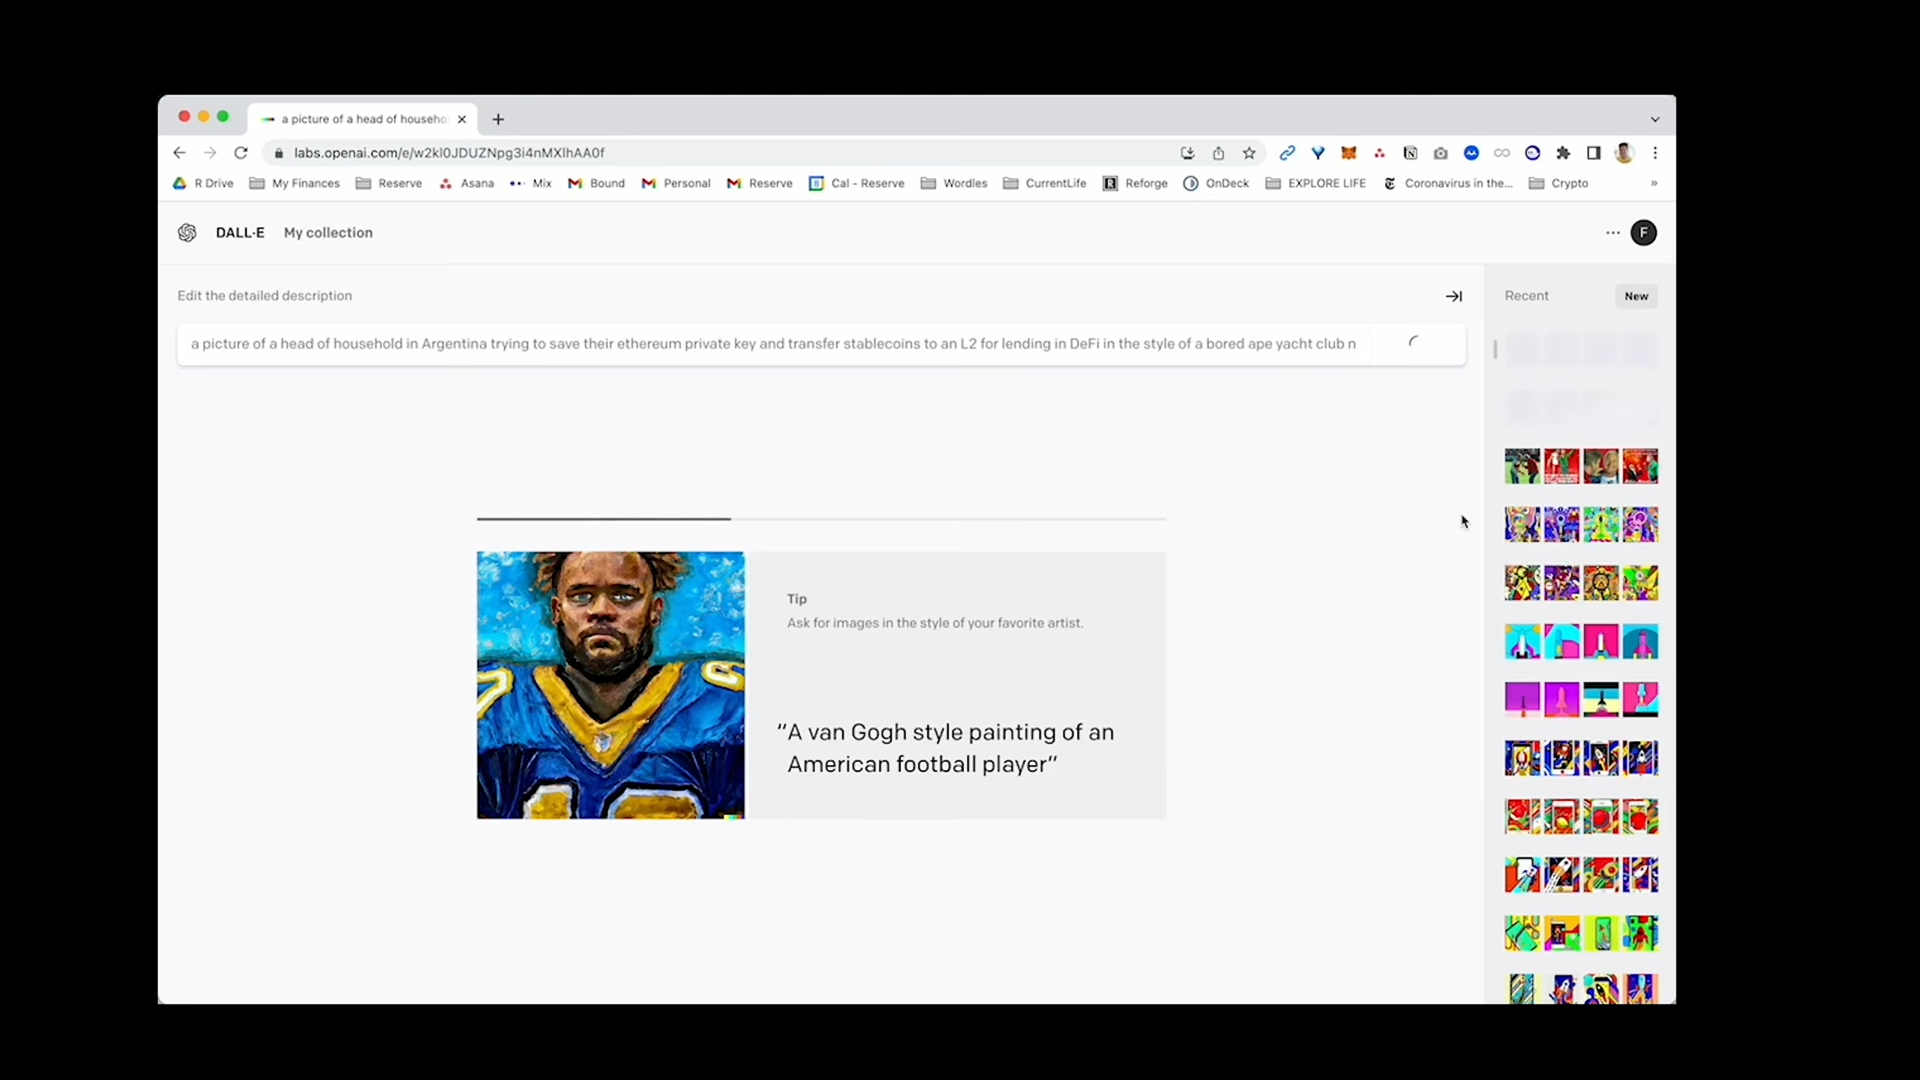 a picture of a head of househo
labs.openai.com/e/w2kl0JDUZNpg3i4nMXIhAA0f
R Drive My Finances Reserve Asana Mix Bound Personal Reserve Cal - Reserve Wordles CurrentLife Reforge OnDeck EXPLORE LIFE Coronavirus in the... Crypto »
DALL·E My collection ... F
Edit the detailed description
Recent New
a picture of a head of household in Argentina trying to save their ethereum private key and transfer stablecoins to an L2 for lending in DeFi in the style of a bored ape yacht club n
Tip
Ask for images in the style of your favorite artist.
“A van Gogh style painting of an
American football player”